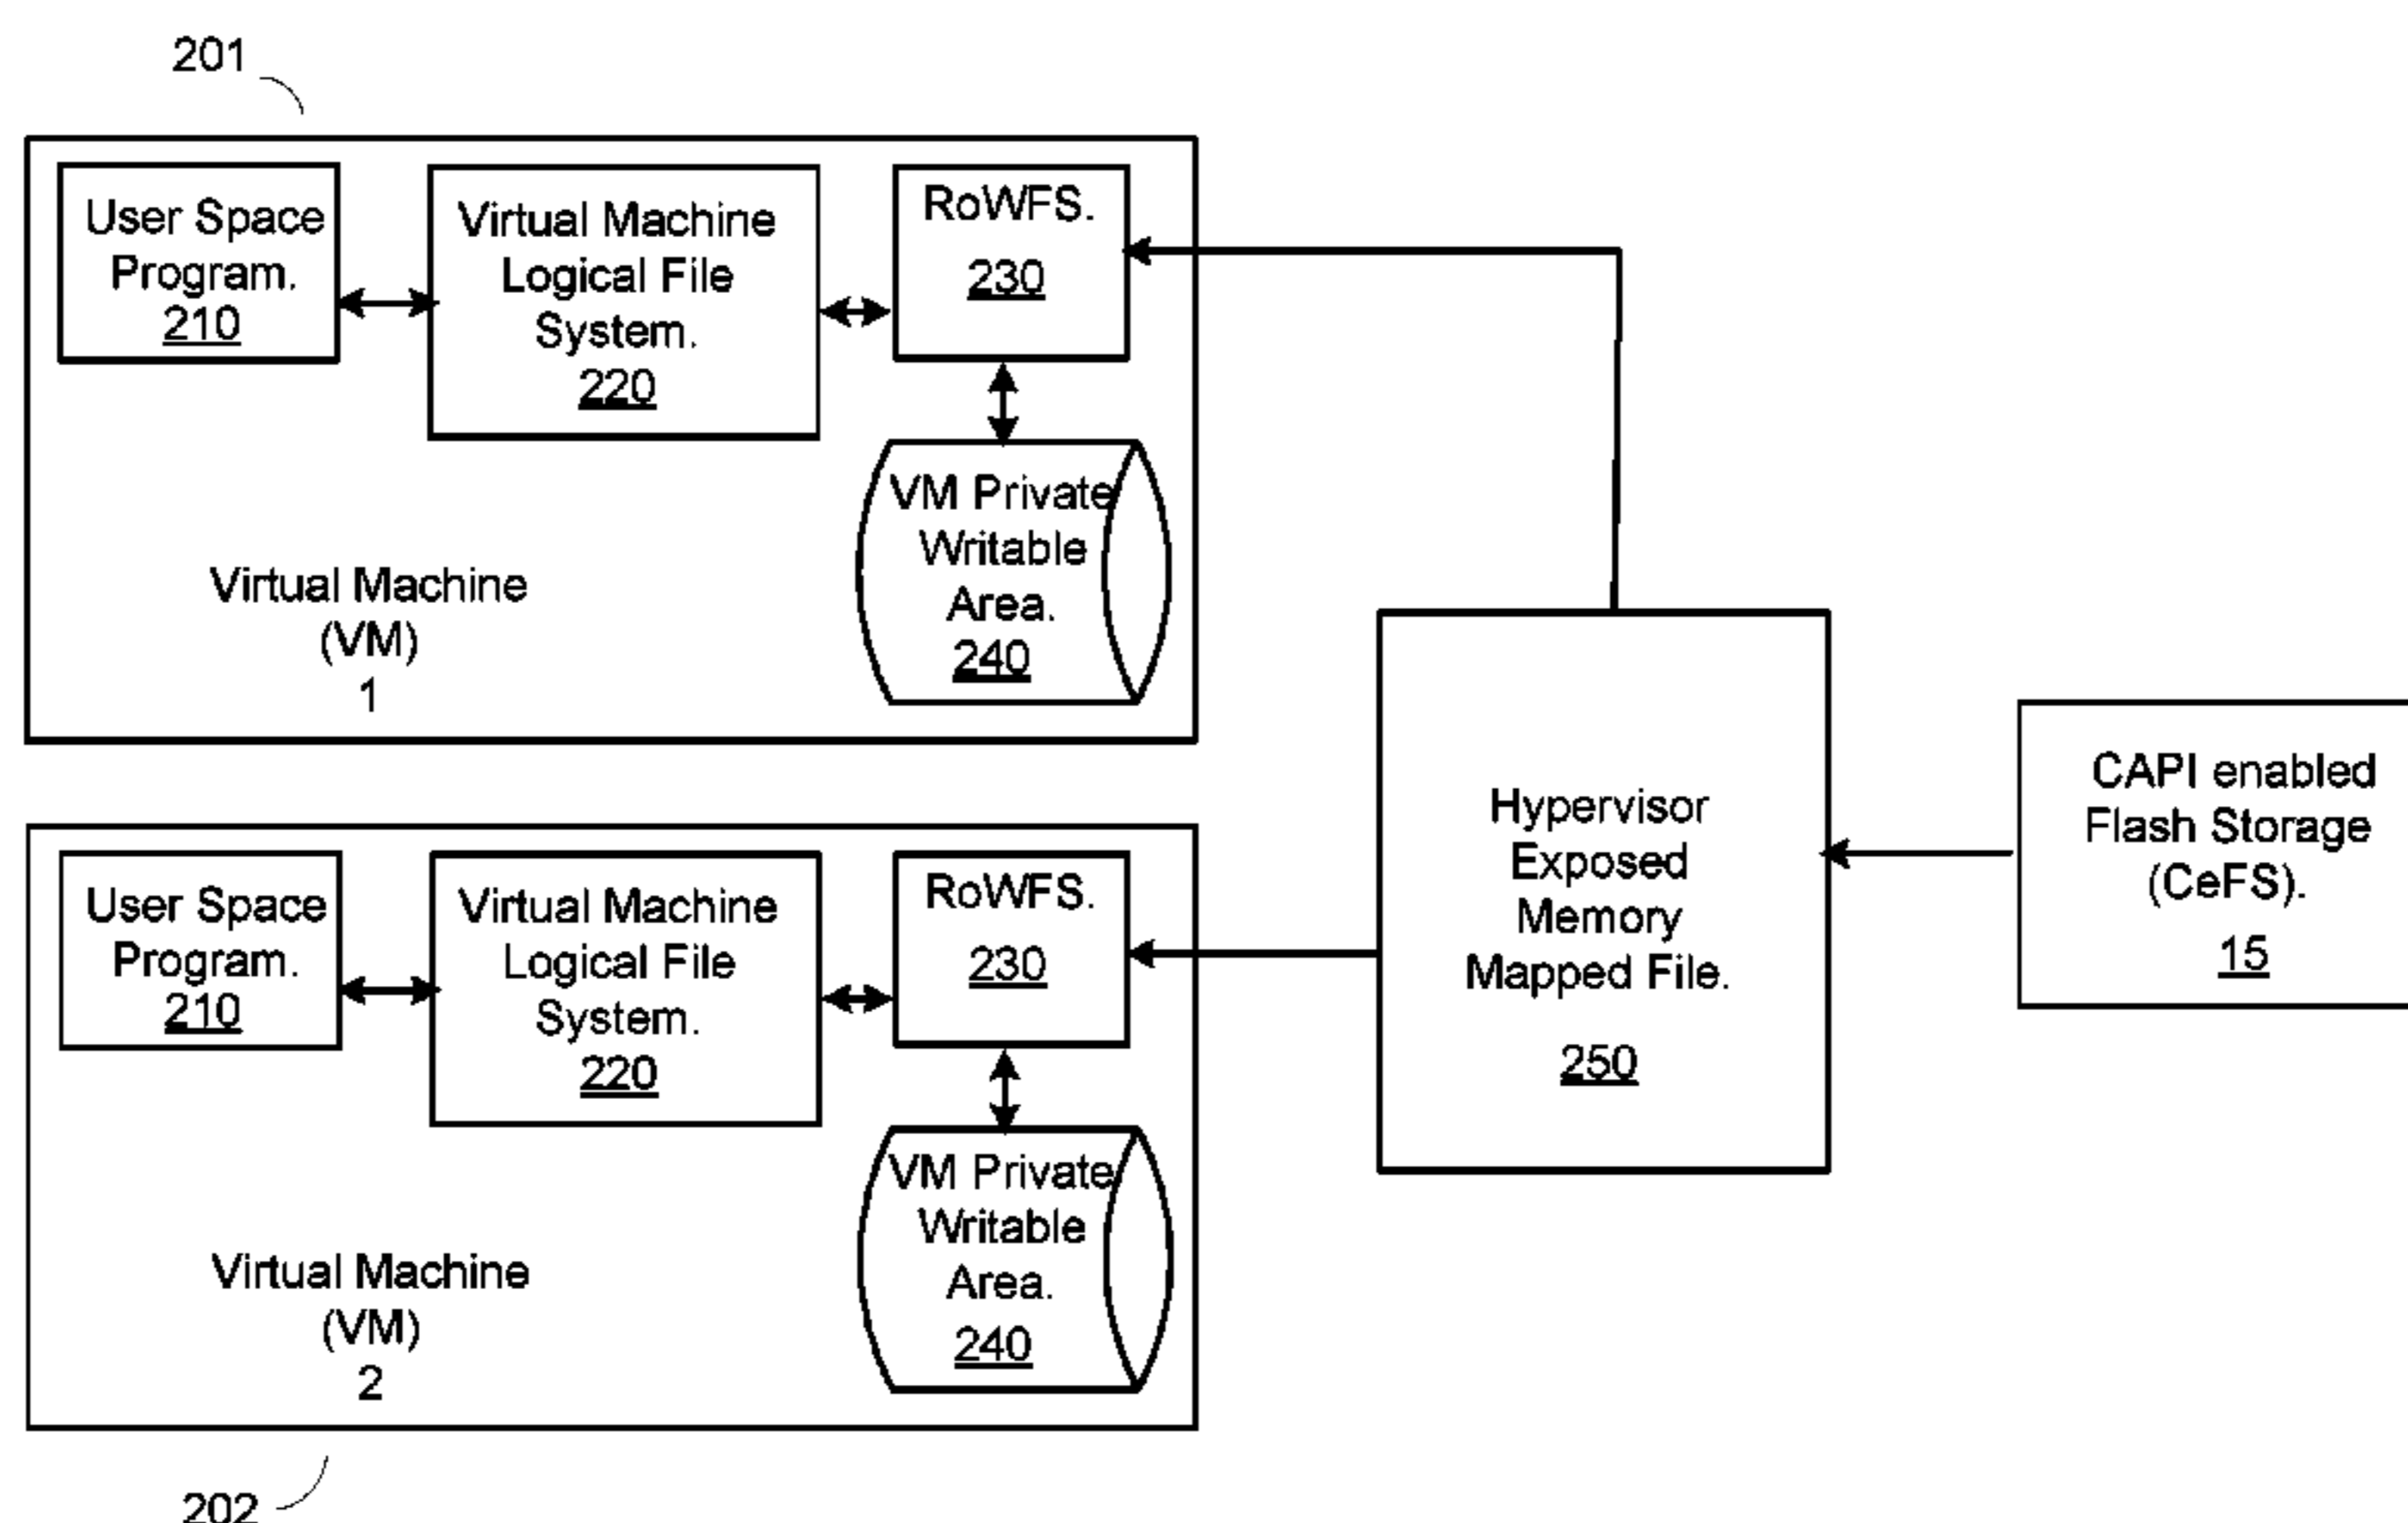 201
User Space
Program.
210
Virtual Machine
Logical File
System.
220
RoWFS.
230
VM Private
Writable
Area.
240
Virtual Machine
(VM)
1
User Space
Program.
210
Virtual Machine
Logical File
System.
220
RoWFS.
230
VM Private
Writable
Area.
240
Virtual Machine
(VM)
2
202
Hypervisor
Exposed
Memory
Mapped File.
250
CAPI enabled
Flash Storage
(CeFS).
15